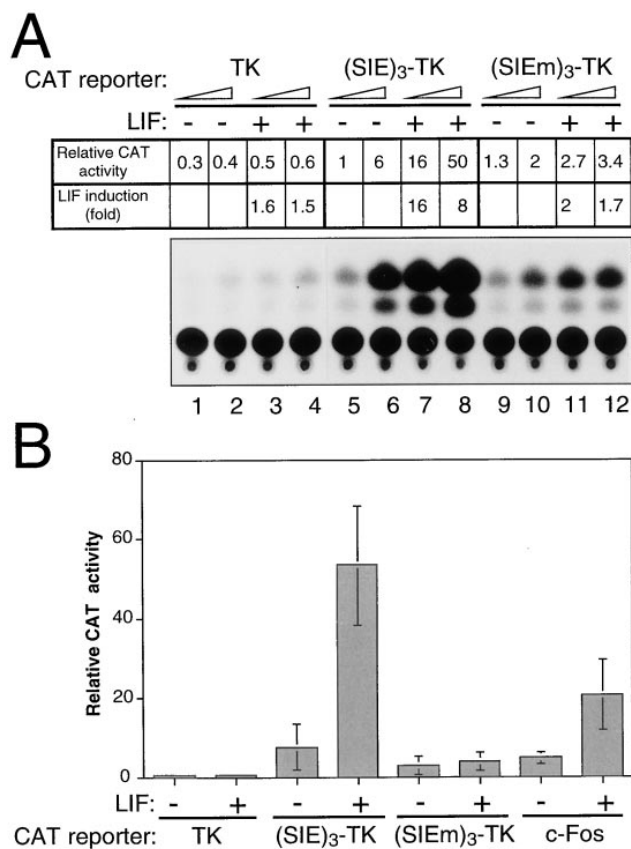 A
CAT reporter: TK (SIE)3-TK (SIEm)3-TK
LIF: - - + + - - + + - - + +
Relative CAT activity 0.3 0.4 0.5 0.6 1 6 16 50 1.3 2 2.7 3.4
LIF induction (fold) 1.6 1.5 16 8 2 1.7
1 2 3 4 5 6 7 8 9 10 11 12
B
Relative CAT activity
80
60
40
20
0
LIF: - + - + - + - +
CAT reporter: TK (SIE)3-TK (SIEm)3-TK c-Fos